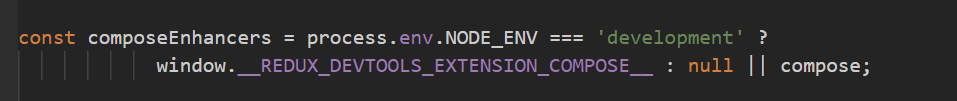 const composeEnhancers = process.env.NODE_ENV === 'development' ?
window.__REDUX_DEVTOOLS_EXTENSION_COMPOSE__ : null || compose;